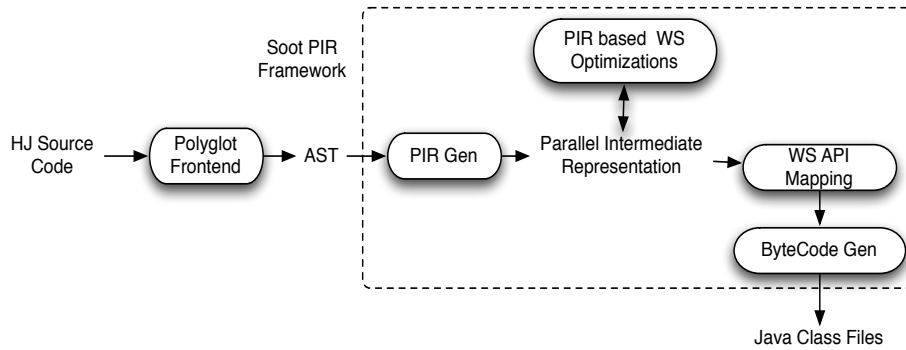 Soot PIR
Framework
PIR based WS
Optimizations
HJ Source
Code
Polyglot
Frontend
AST
PIR Gen
Parallel Intermediate
Representation
WS API
Mapping
ByteCode Gen
Java Class Files